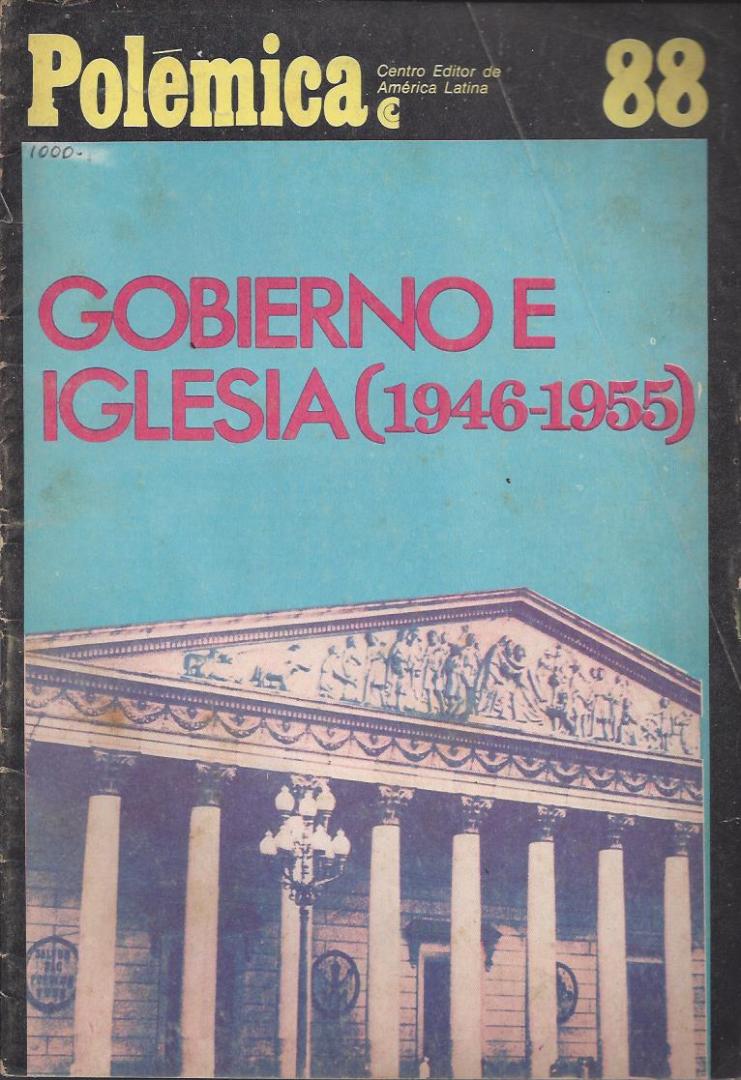 Polémica
Centro Editor de
América Latina
88
1000-
GOBIERNO E
IGLESIA (1946-1955)